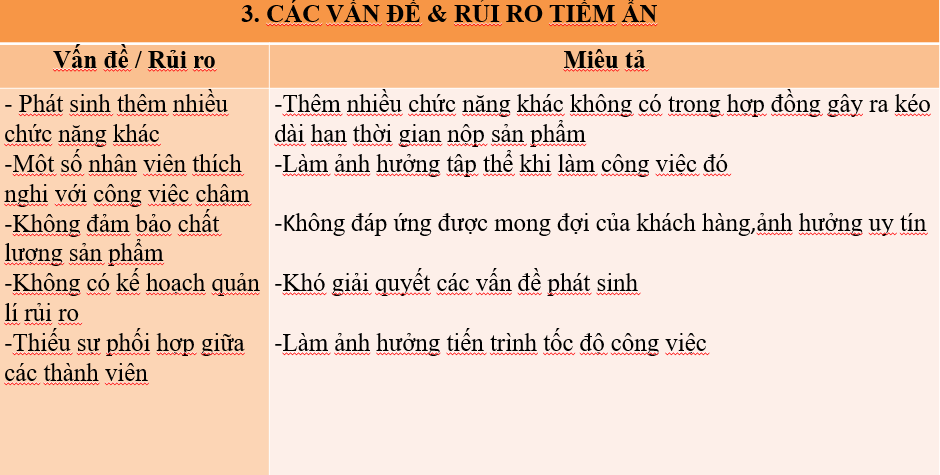 3. CÁC VẤN ĐỀ & RỦI RO TIỀM ẨN
Vấn đề / Rủi ro
Miêu tả
- Phát sinh thêm nhiều
chức năng khác
-Một số nhân viên thích
nghi với công việc chậm
-Không đảm bảo chất
lượng sản phẩm
-Không có kế hoạch quản
lí rủi ro
-Thiếu sự phối hợp giữa
các thành viên
-Thêm nhiều chức năng khác không có trong hợp đồng gây ra kéo
dài hạn thời gian nộp sản phẩm
-Làm ảnh hưởng tập thể khi làm công việc đó
-Không đáp ứng được mong đợi của khách hàng,ảnh hưởng uy tín
-Khó giải quyết các vấn đề phát sinh
-Làm ảnh hưởng tiến trình tốc độ công việc